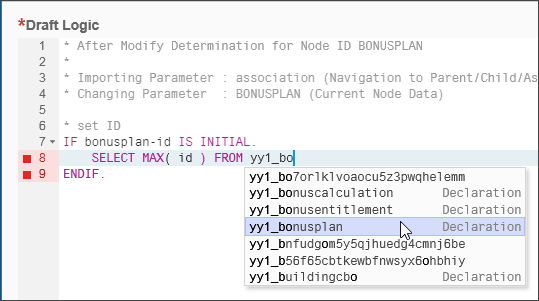 *Draft Logic
1 * After Modify Determination for Node ID BONUSPLAN
2 *
3 * Importing Parameter : association (Navigation to Parent/Child/As
4 * Changing Parameter : BONUSPLAN (Current Node Data)
5
6 * set ID
7 IF bonusplan-id IS INITIAL.
8 SELECT MAX( id ) FROM yy1_bo
9 ENDIF.
yy1_bo7orlklvoaocu5z3pwqhelemm
yy1_bonuscalculation Declaration
yy1_bonusentitlement Declaration
yy1_bonusplan Declaration
yy1_bnfudgom5y5qjhuedg4cmnj6be
yy1_b56f65cbtkewbfnwsyx6ohbhiy
yy1_buildingcbo Declaration